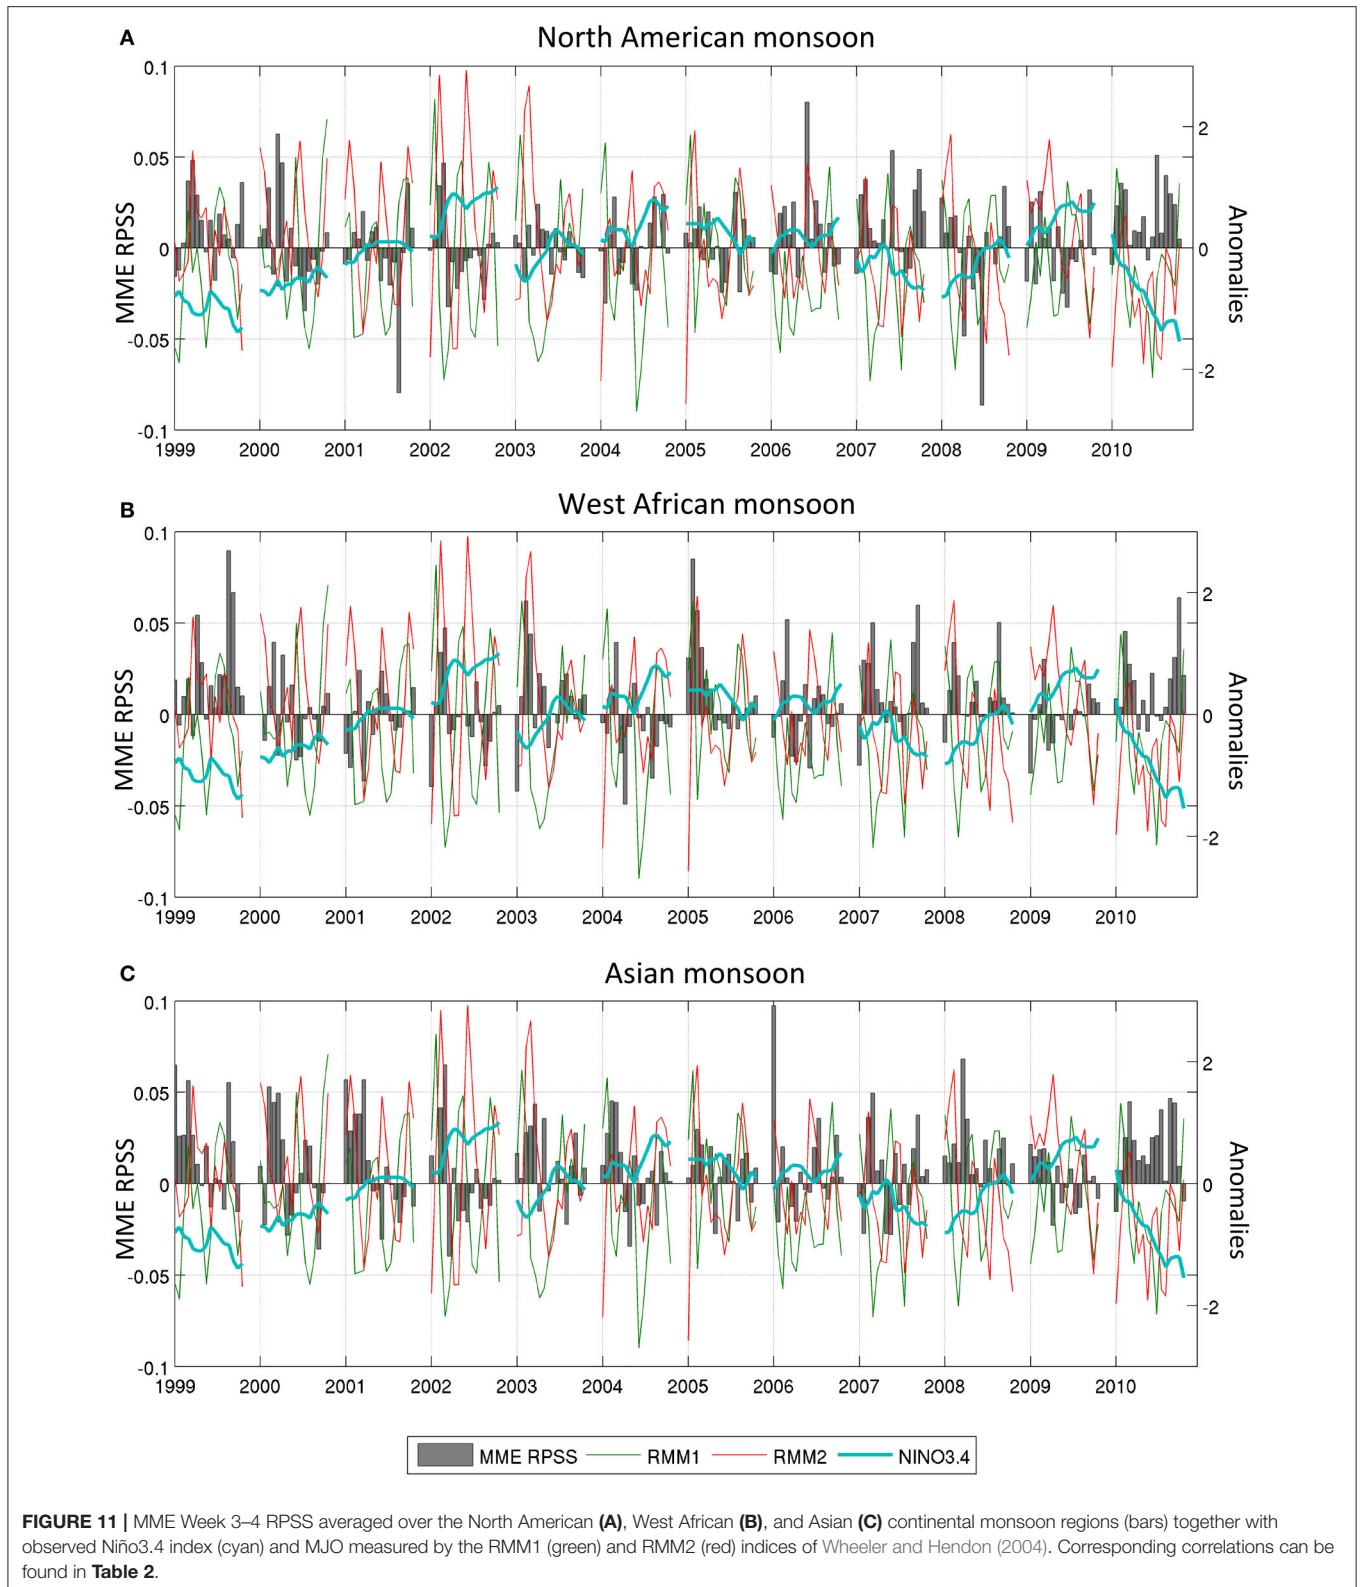 A
North American monsoon
0.1
0.05
0
-0.05
-0.1
MME RPSS
2
0
-2
Anomalies
1999 2000 2001 2002 2003 2004 2005 2006 2007 2008 2009 2010
B
West African monsoon
0.1
0.05
0
-0.05
-0.1
MME RPSS
2
0
-2
Anomalies
1999 2000 2001 2002 2003 2004 2005 2006 2007 2008 2009 2010
C
Asian monsoon
0.1
0.05
0
-0.05
-0.1
MME RPSS
2
0
-2
Anomalies
1999 2000 2001 2002 2003 2004 2005 2006 2007 2008 2009 2010
MME RPSS RMM1 RMM2 NINO3.4
FIGURE 11 | MME Week 3–4 RPSS averaged over the North American (A), West African (B), and Asian (C) continental monsoon regions (bars) together with
observed Niño3.4 index (cyan) and MJO measured by the RMM1 (green) and RMM2 (red) indices of Wheeler and Hendon (2004). Corresponding correlations can be
found in Table 2.